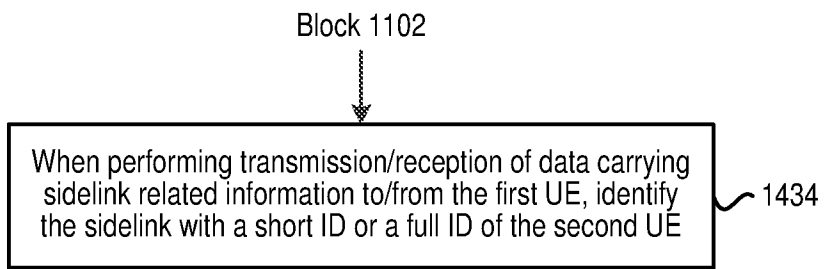 Block 1102
When performing transmission/reception of data carrying
sidelink related information to/from the first UE, identify
the sidelink with a short ID or a full ID of the second UE
1434